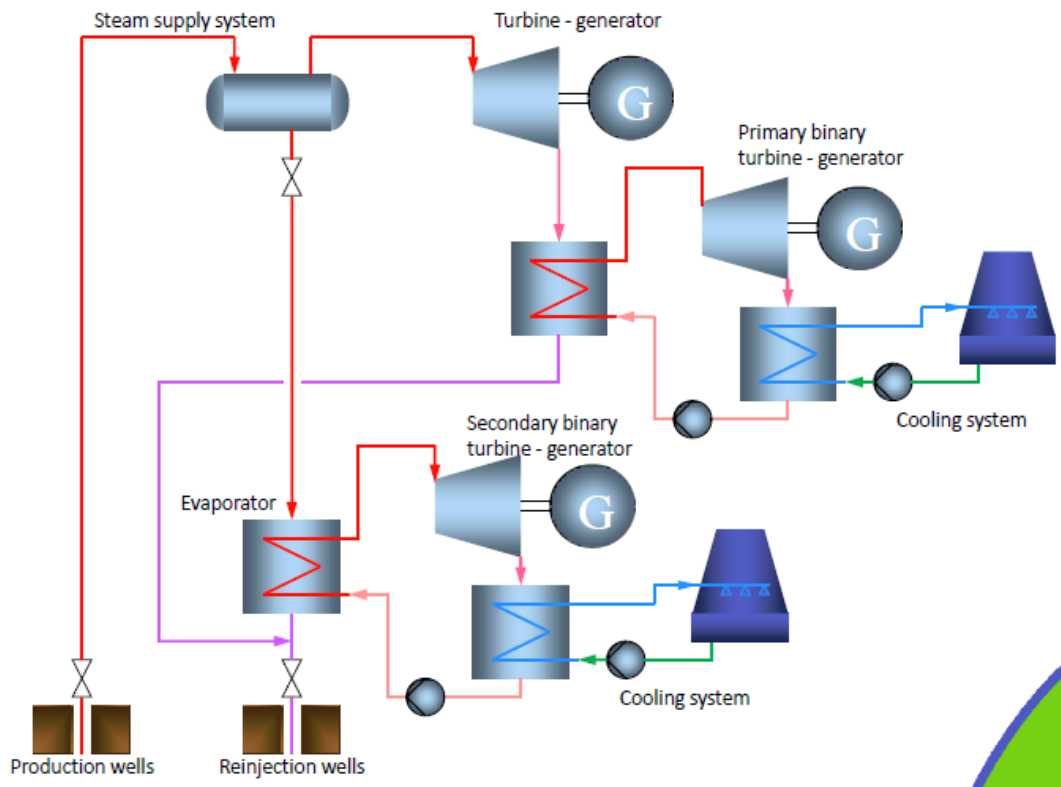 Steam supply system
Turbine - generator
G
Primary binary
turbine - generator
G
Cooling system
Secondary binary
turbine - generator
G
Evaporator
Cooling system
Production wells
Reinjection wells